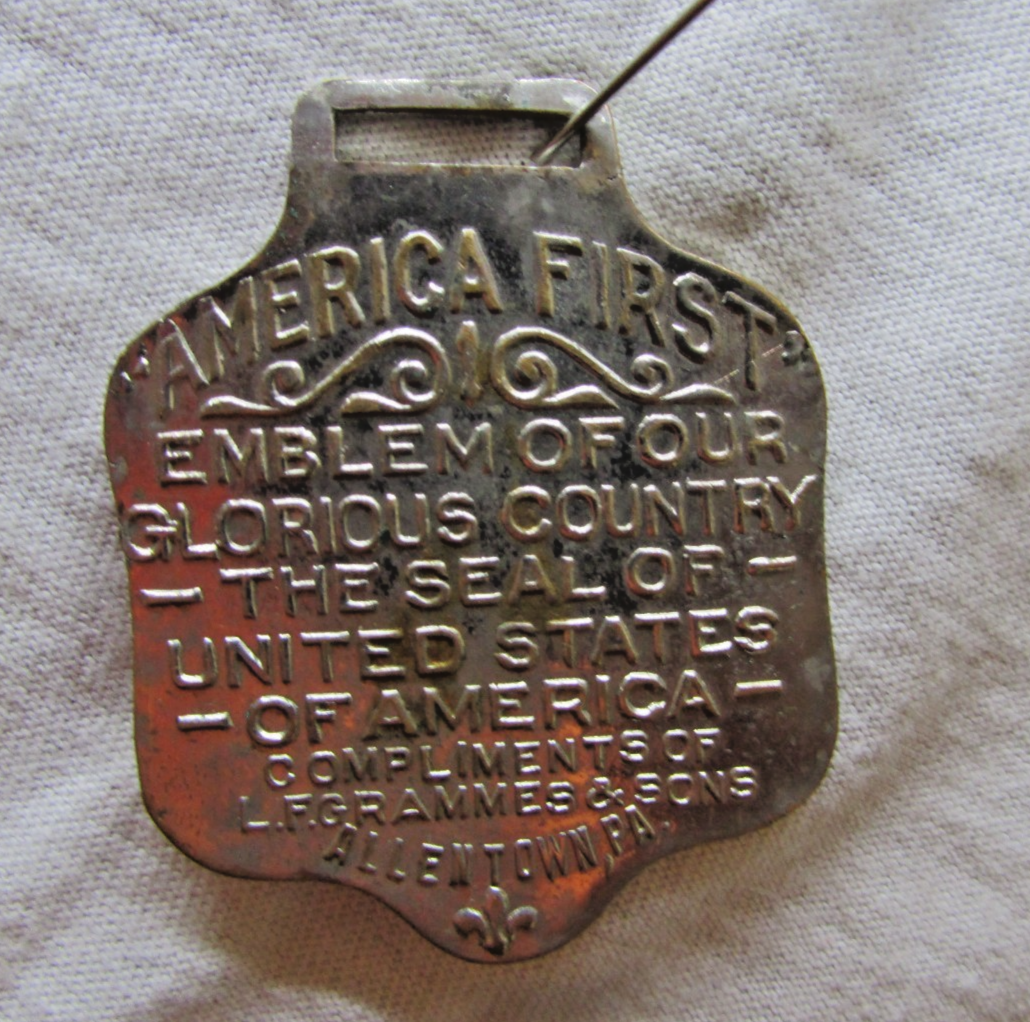 "AMERICA FIRST"
EMBLEM OF OUR
GLORIOUS COUNTRY
- THE SEAL OF -
UNITED STATES
- OF AMERICA -
COMPLIMENTS OF
L.F. GRAMMES & SONS
ALLENTOWN, PA.